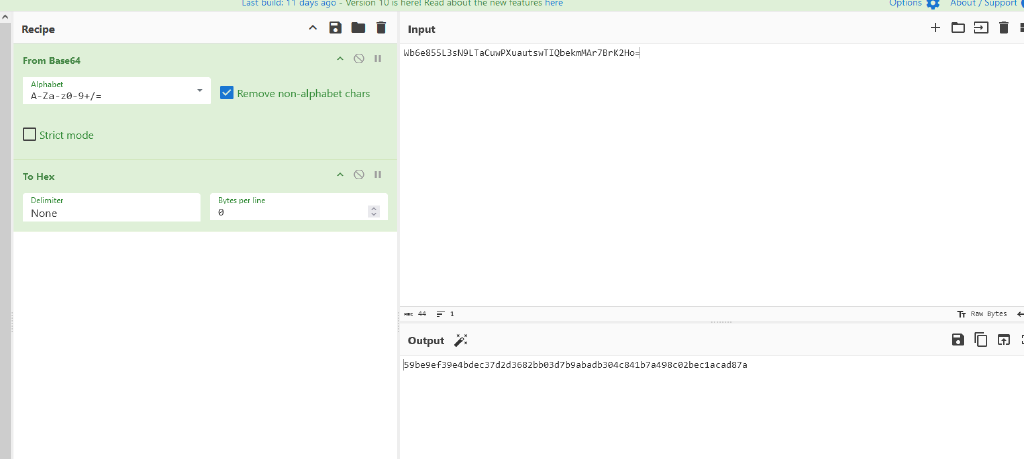 Last build: 11 days ago - Version 10 is here! Read about the new features here
Options
About / Support
Recipe
From Base64
Alphabet
A-Za-z0-9+/=
Remove non-alphabet chars
Strict mode
To Hex
Delimiter
None
Bytes per line
0
Input
Wb6e855L3sN9LTaCuwPXuautswTIQbekmMAr7BrK2Ho=
44
1
Tт Raw Bytes
Output
59be9ef39e4bdec37d2d3682bb03d7b9abadb304c841b7a498c02bec1acad87a